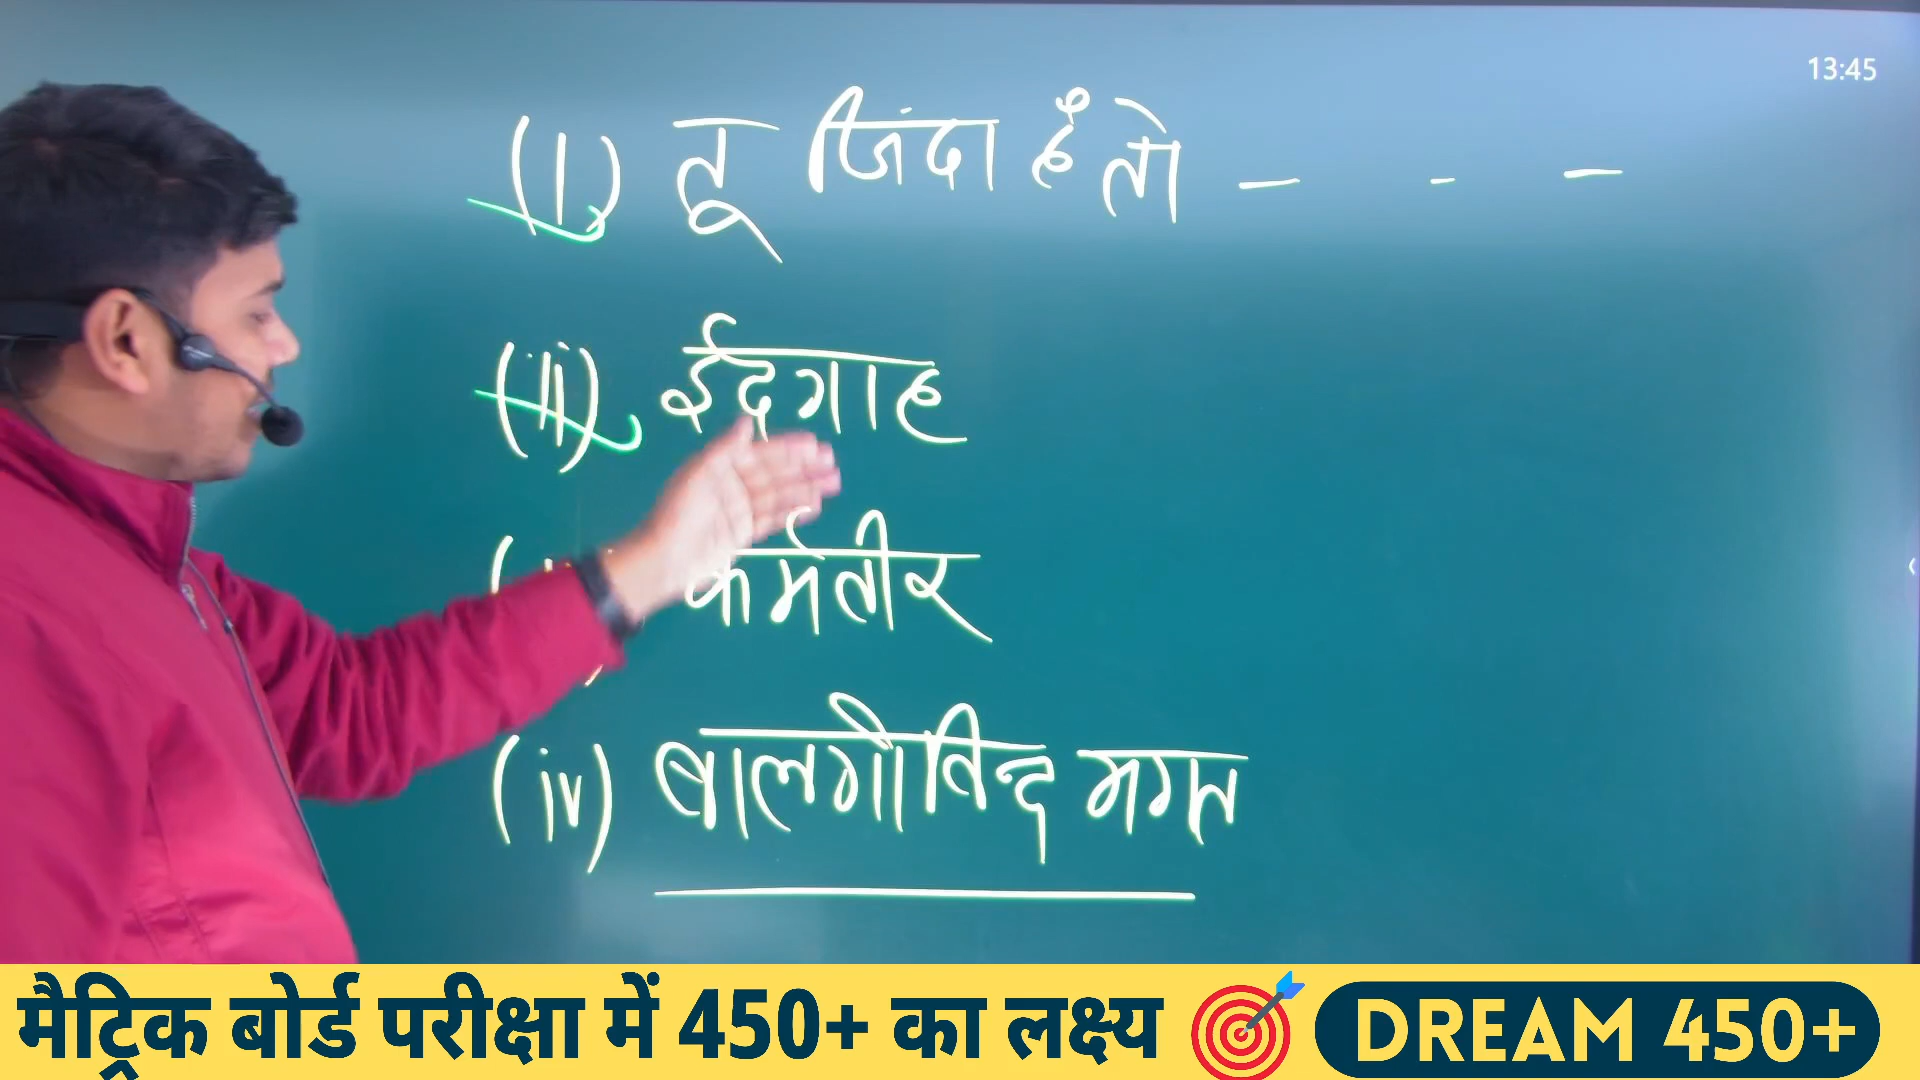 13:45
(i) तू जिंदा है तो - - -
(ii) ईदगाह
( कर्मवीर
(iv) बालगोविन्द भगत
मैट्रिक बोर्ड परीक्षा में 450+ का लक्ष्य DREAM 450+